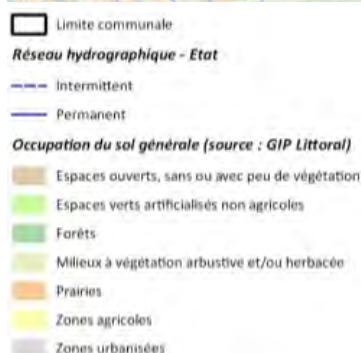 Limite communale
Réseau hydrographique - Etat
Intermittent
Permanent
Occupation du sol générale (source : GIP Littoral)
Espaces ouverts, sans ou avec peu de végétation
Espaces verts artificialisés non agricoles
Forêts
Milieux à végétation arbustive et/ou herbacée
Prairies
Zones agricoles
Zones urbanisées